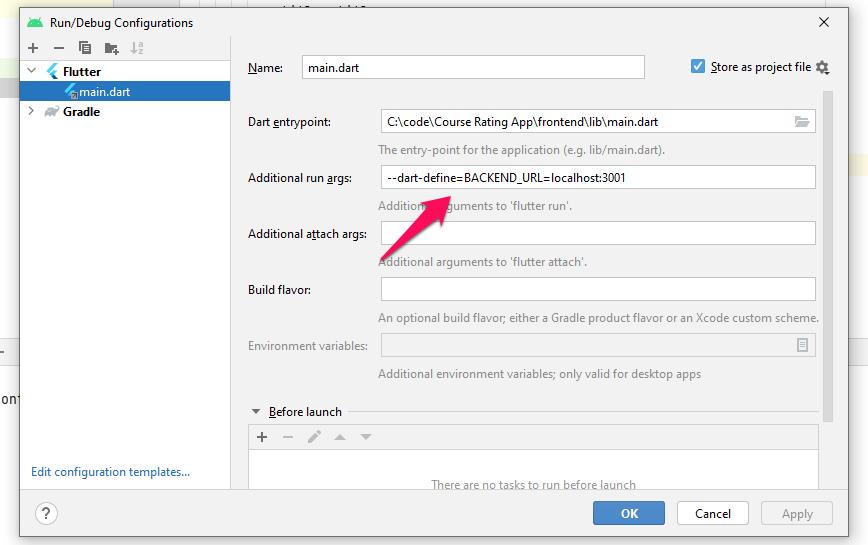 Run/Debug Configurations
Flutter
main.dart
Gradle
Edit configuration templates...
Name:
main.dart
Store as project file
Dart entrypoint:
C:\code\Course Rating App\frontend\lib\main.dart
The entry-point for the application (e.g. lib/main.dart).
Additional run args:
--dart-define=BACKEND_URL=localhost:3001
Additional arguments to 'flutter run'.
Additional attach args:
Additional arguments to 'flutter attach'.
Build flavor:
An optional build flavor; either a Gradle product flavor or an Xcode custom scheme.
Environment variables:
Additional environment variables; only valid for desktop apps
Before launch
There are no tasks to run before launch
ont
?
OK
Cancel
Apply